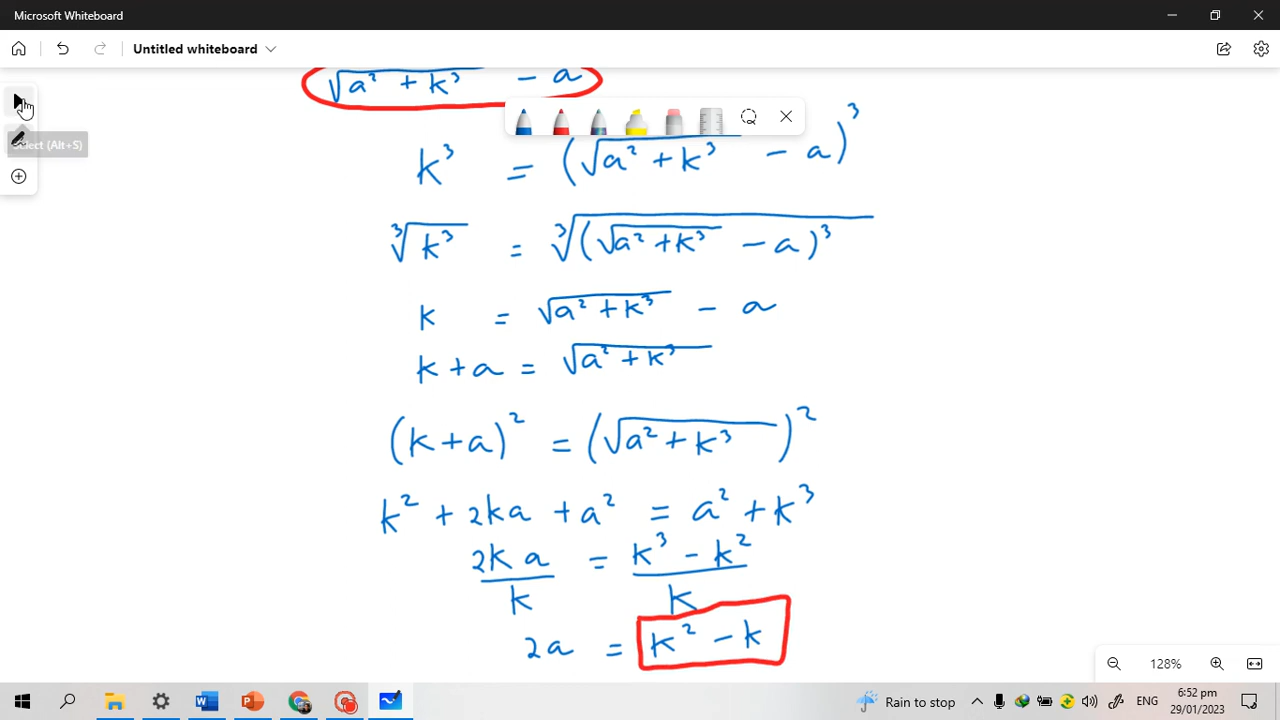 Microsoft Whiteboard
Untitled whiteboard
√a² + k³ - a
k³ = (√a² + k³ - a)³
Select (Alt+S)
∛k³ = ∛(√a² + k³ - a)³
k = √a² + k³ - a
k + a = √a² + k³
(k + a)² = (√a² + k³)²
k² + 2ka + a² = a² + k³
2ka = k³ - k²
k k
2a = k² - k
128%
Rain to stop
ENG
6:52 pm
29/01/2023